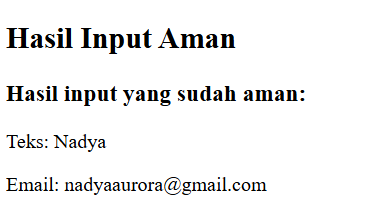 Hasil Input Aman
Hasil input yang sudah aman:
Teks: Nadya
Email: nadyaaurora@gmail.com